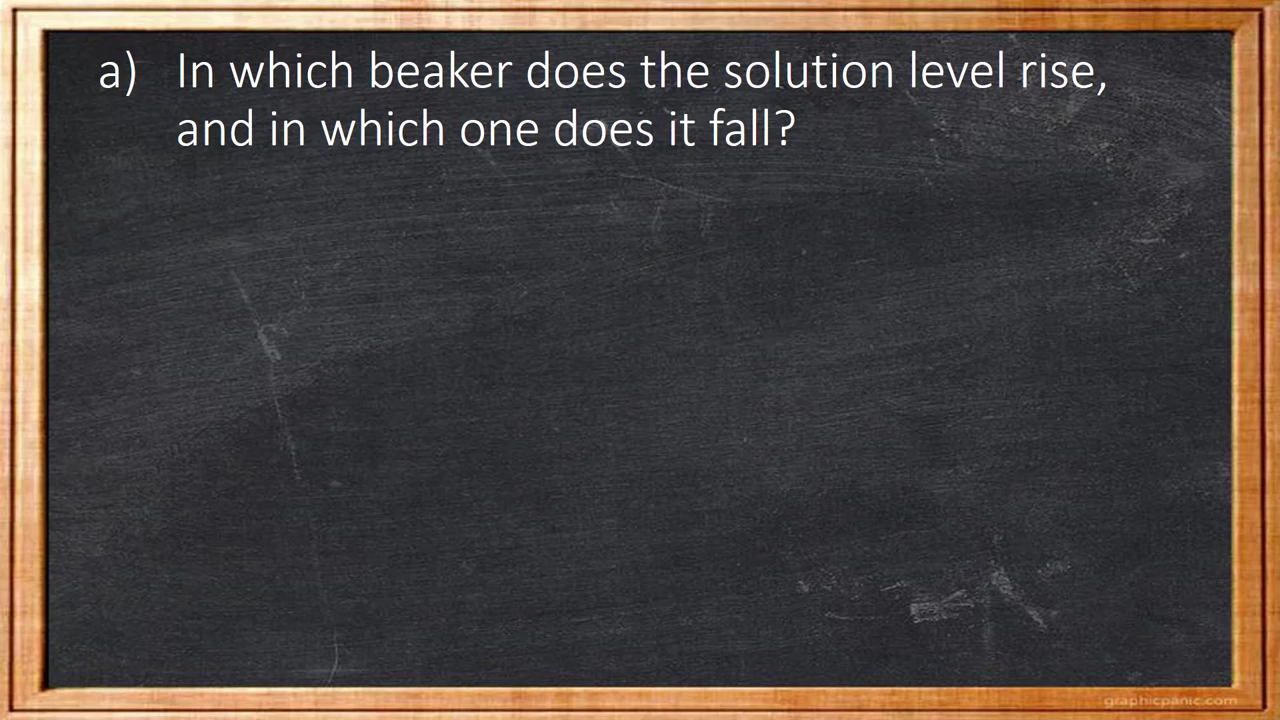 a) In which beaker does the solution level rise,
and in which one does it fall?
graphicpanic.com